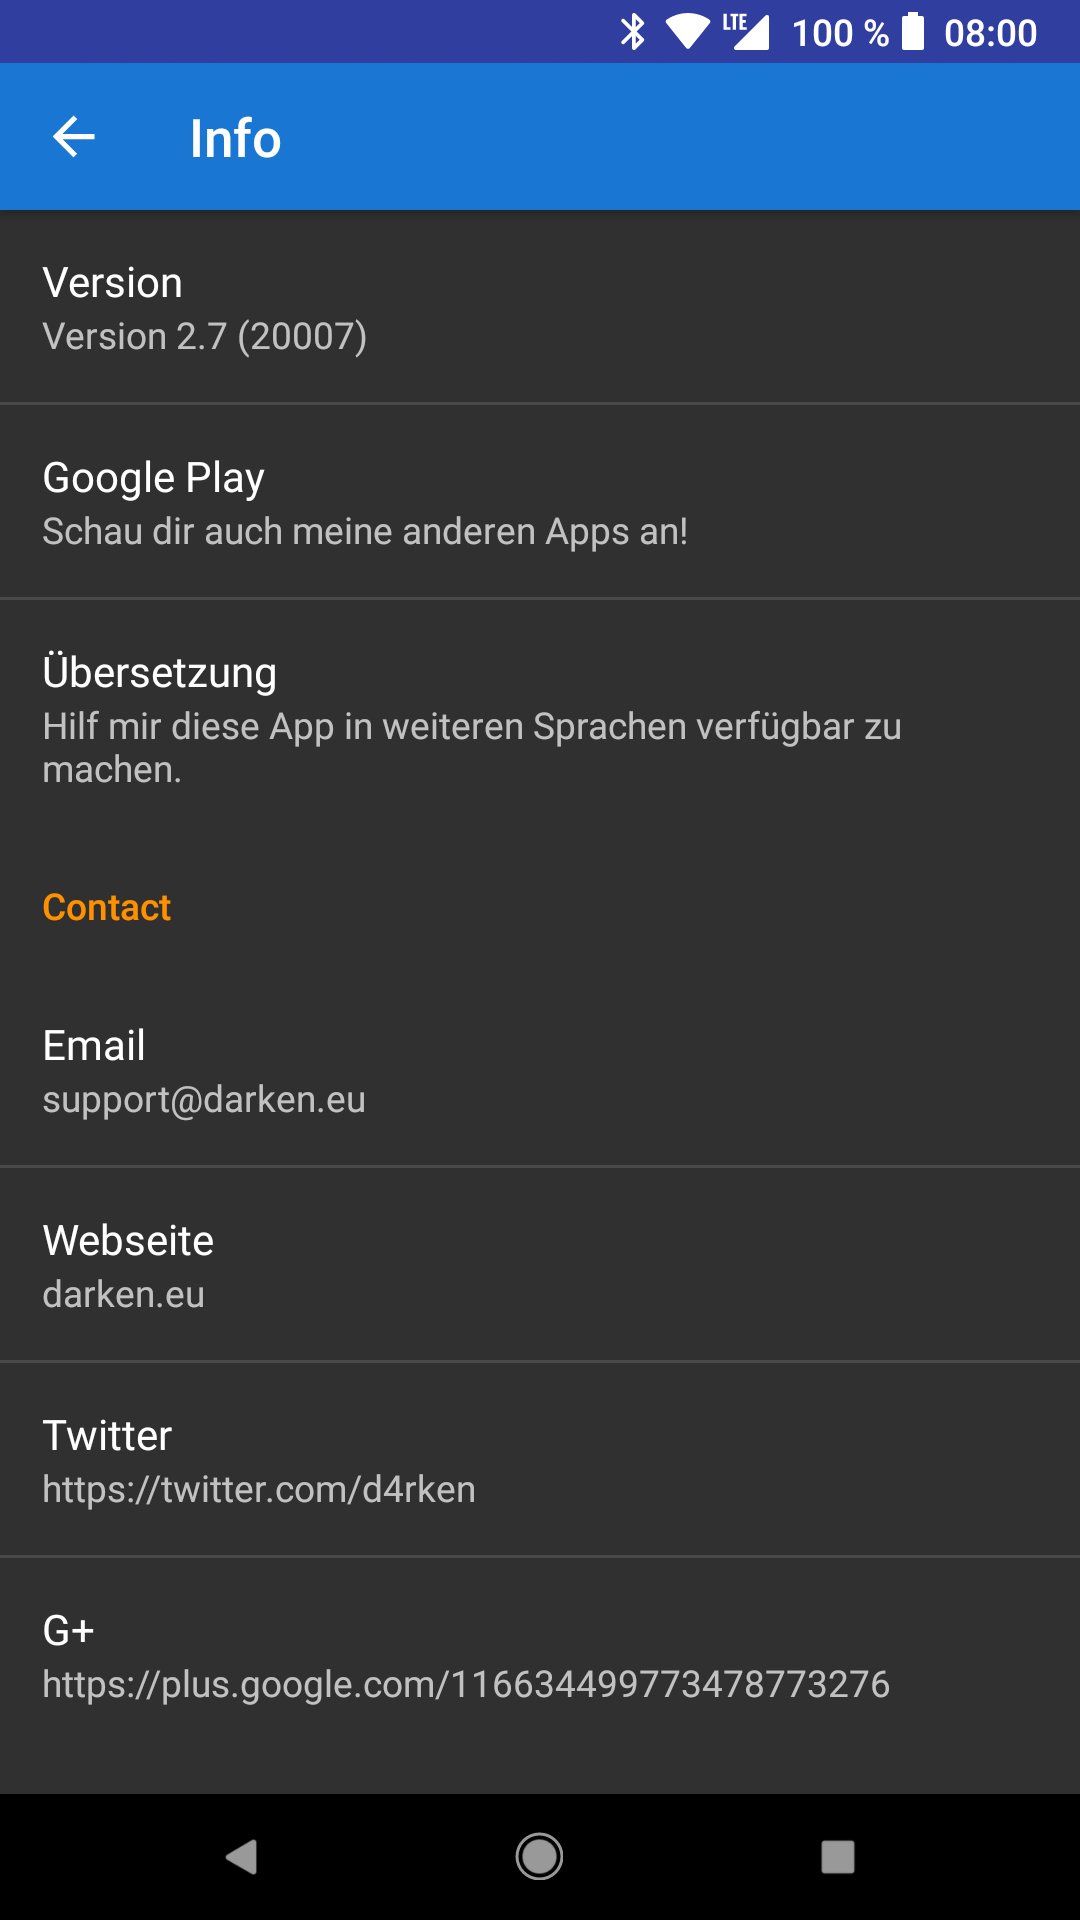 LTE 100 % 08:00
Info
Version
Version 2.7 (20007)
Google Play
Schau dir auch meine anderen Apps an!
Übersetzung
Hilf mir diese App in weiteren Sprachen verfügbar zu
machen.
Contact
Email
support@darken.eu
Webseite
darken.eu
Twitter
https://twitter.com/d4rken
G+
https://plus.google.com/116634499773478773276